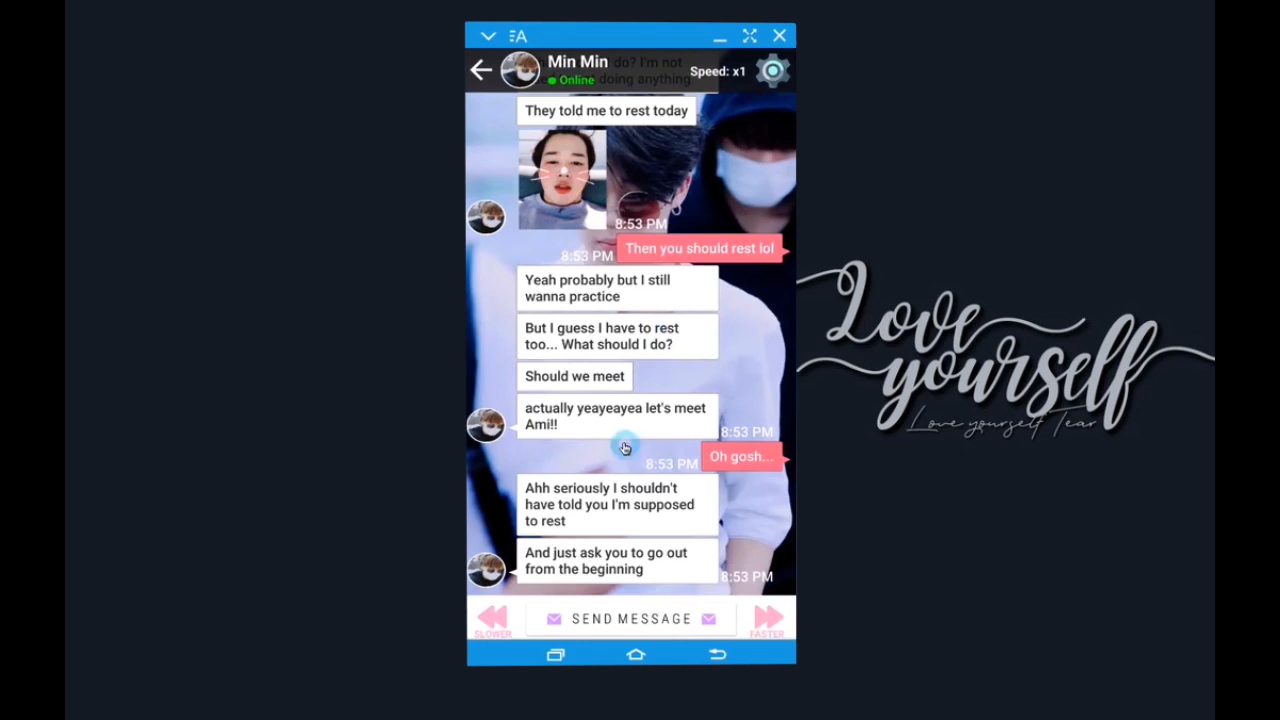 Min Min
Online
do? I'm not
doing anything
Speed: x1
They told me to rest today
8:53 PM
Then you should rest lol
8:53 PM
Yeah probably but I still
wanna practice
But I guess I have to rest
too... What should I do?
Should we meet
actually yeayeayea let's meet
Ami!!
8:53 PM
Oh gosh...
8:53 PM
Ahh seriously I shouldn't
have told you I'm supposed
to rest
And just ask you to go out
from the beginning
8:53 PM
SLOWER
SEND MESSAGE
FASTER
Love
yourself
Love yourself Tear